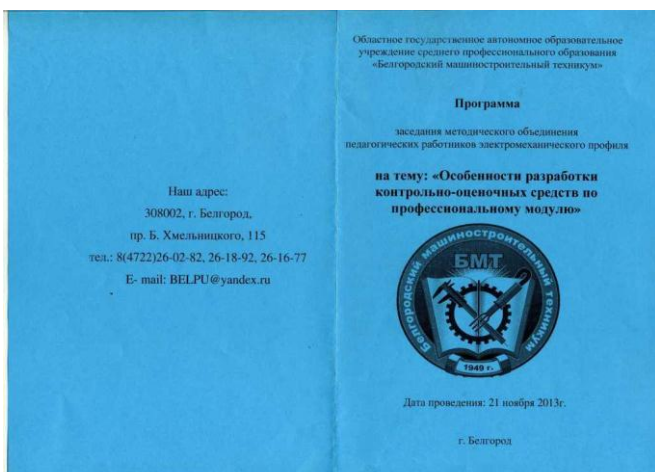 Наш адрес:
308002, г. Белгород,
пр. Б. Хмельницкого, 115
тел.: 8(4722)26-02-82, 26-18-92, 26-16-77
E- mail: BELPU@yandex.ru
Областное государственное автономное образовательное
учреждение среднего профессионального образования
«Белгородский машиностроительный техникум»
Программа
заседания методического объединения
педагогических работников электромеханического профиля
на тему: «Особенности разработки
контрольно-оценочных средств по
профессиональному модулю»
Белгородский машиностроительный техникум
БМТ
1949 г.
Дата проведения: 21 ноября 2013г.
г. Белгород